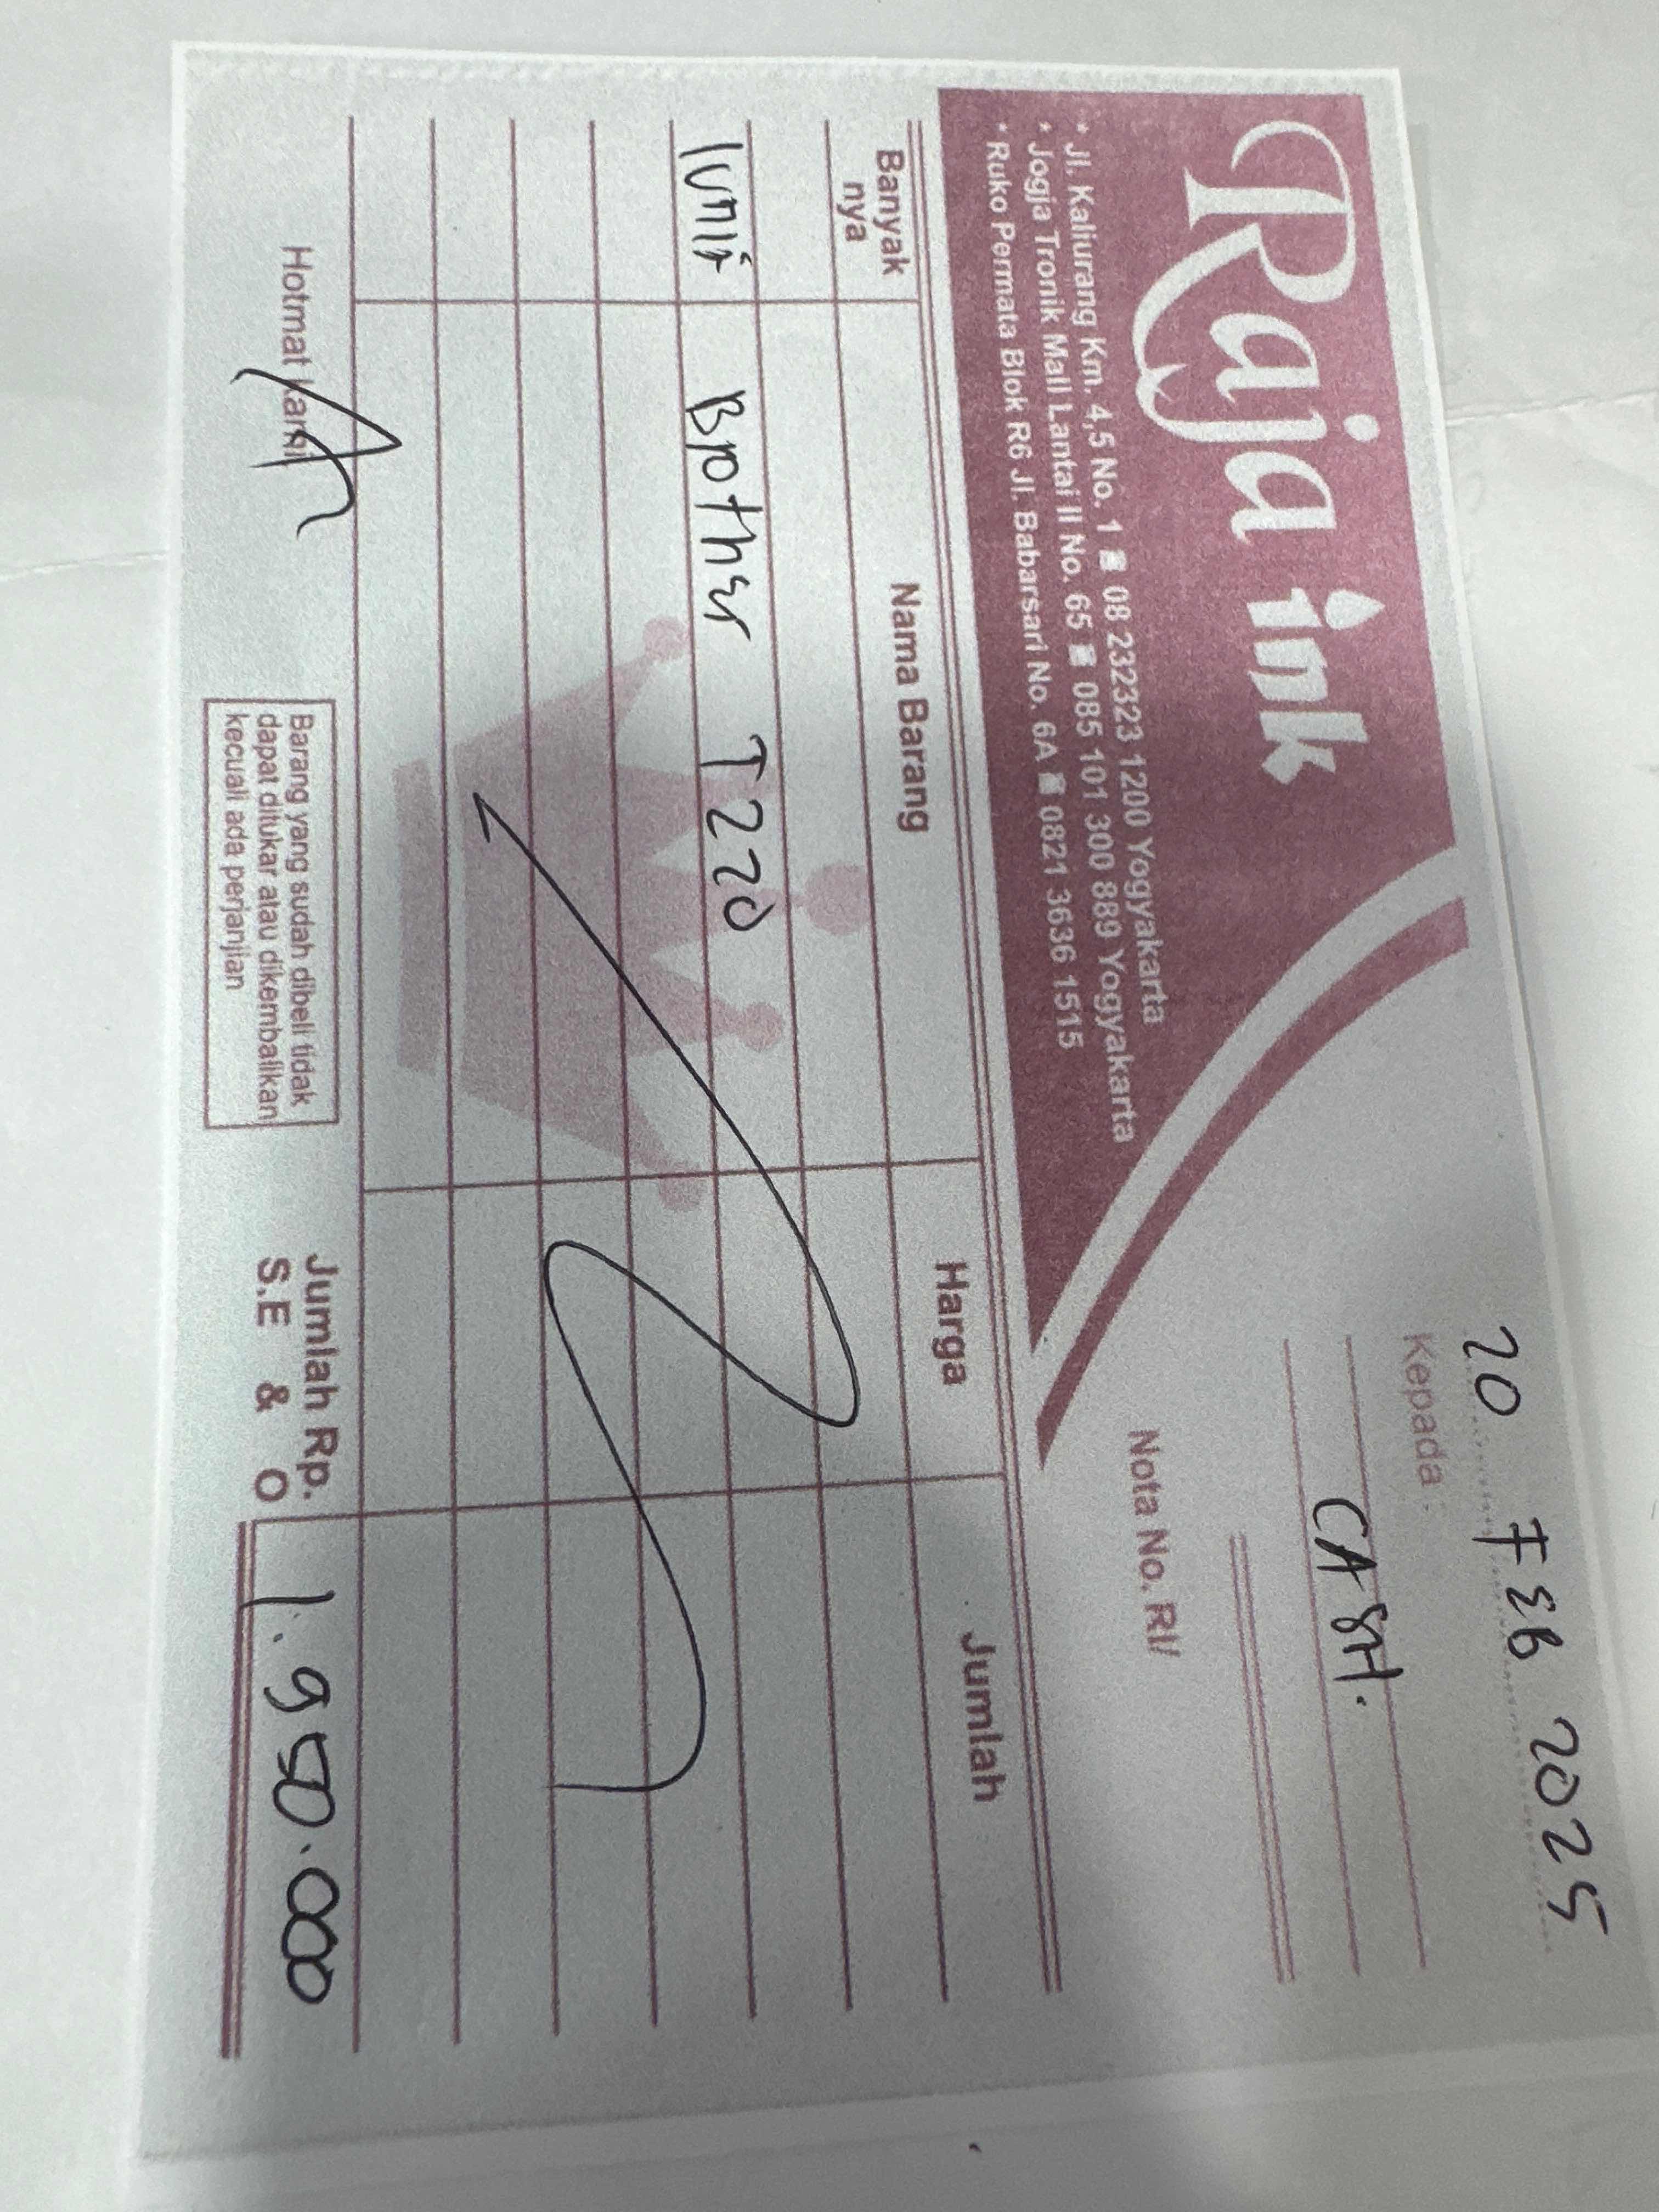 Raja ink
* Jl. Kaliurang Km. 4,5 No. 1 ☎ 08 232323 1200 Yogyakarta
* Jogja Tronik Mall Lantai II No. 65 ☎ 085 101 300 889 Yogyakarta
* Ruko Permata Blok R6 Jl. Babarsari No. 6A ☎ 0821 3636 1515
20 FEB 2025
Kepada :
CASH.
Nota No. RI/
Banyak nya Nama Barang Harga Jumlah
1 unit Brother T220
Hotmat kami
Barang yang sudah dibeli tidak
dapat ditukar atau dikembalikan
kecuali ada perjanjian
Jumlah Rp. 1.950.000
S.E & O